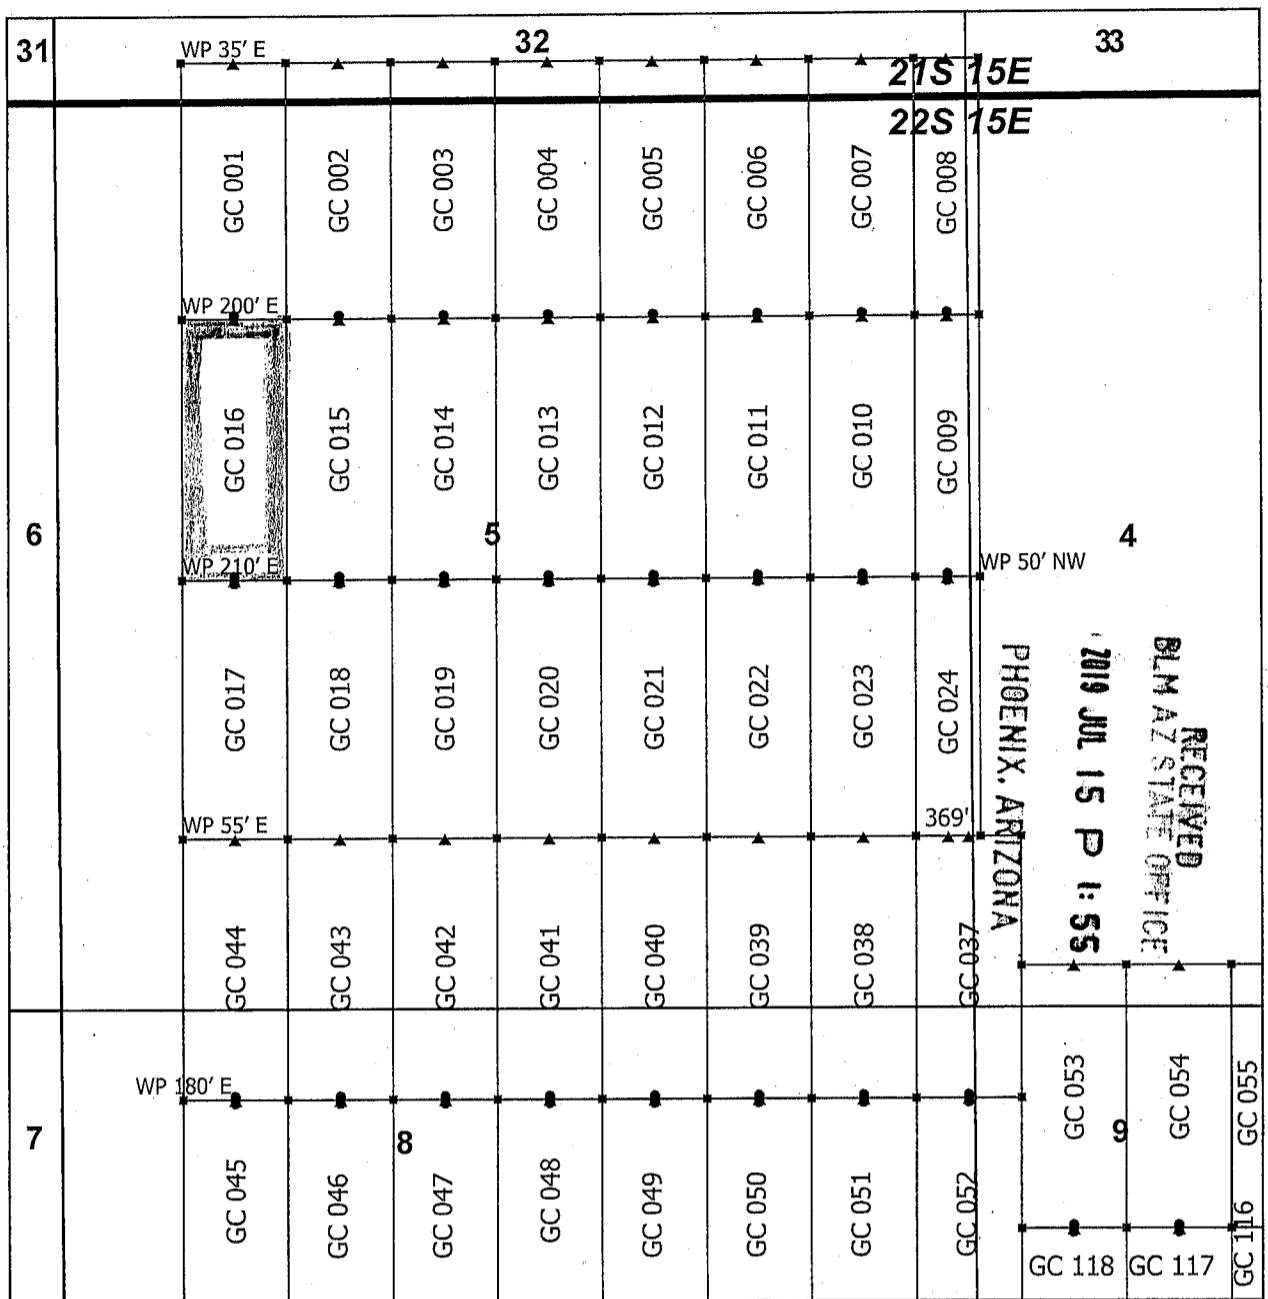 31
WP 35' E
32
33
21S 15E
22S 15E
GC 001
GC 002
GC 003
GC 004
GC 005
GC 006
GC 007
GC 008
WP 200' E
GC 016
GC 015
GC 014
GC 013
GC 012
GC 011
GC 010
GC 009
6
5
4
WP 210' E
WP 50' NW
GC 017
GC 018
GC 019
GC 020
GC 021
GC 022
GC 023
GC 024
RECEIVED
BLM AZ STATE OFFICE
2019 JUL 15 P 1:55
PHOENIX, ARIZONA
WP 55' E
369'
GC 044
GC 043
GC 042
GC 041
GC 040
GC 039
GC 038
GC 037
GC 053
GC 054
GC 055
WP 180' E
7
8
9
GC 045
GC 046
GC 047
GC 048
GC 049
GC 050
GC 051
GC 052
GC 118
GC 117
GC 116